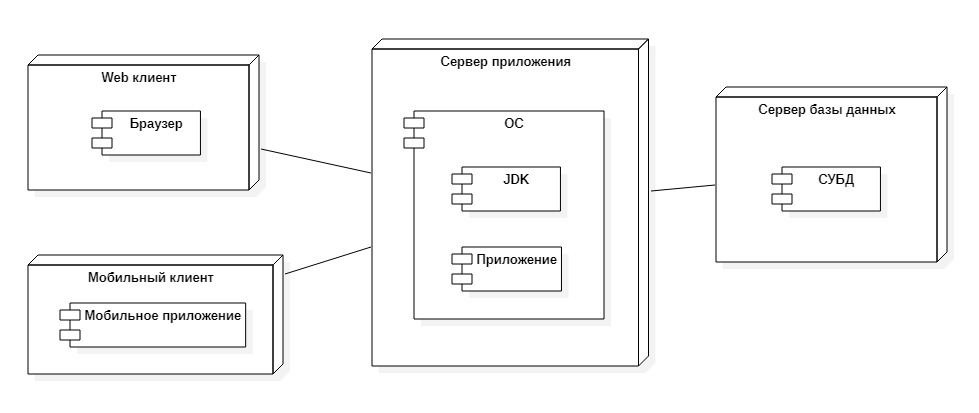 Web клиент
Браузер
Мобильный клиент
Мобильное приложение
Сервер приложения
ОС
JDK
Приложение
Сервер базы данных
СУБД